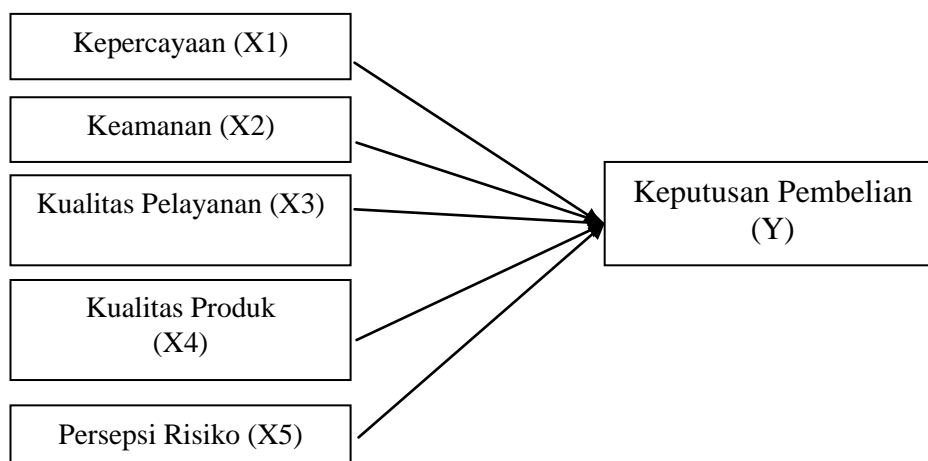 Kepercayaan (X1)
Keamanan (X2)
Kualitas Pelayanan (X3)
Kualitas Produk
(X4)
Persepsi Risiko (X5)
Keputusan Pembelian
(Y)